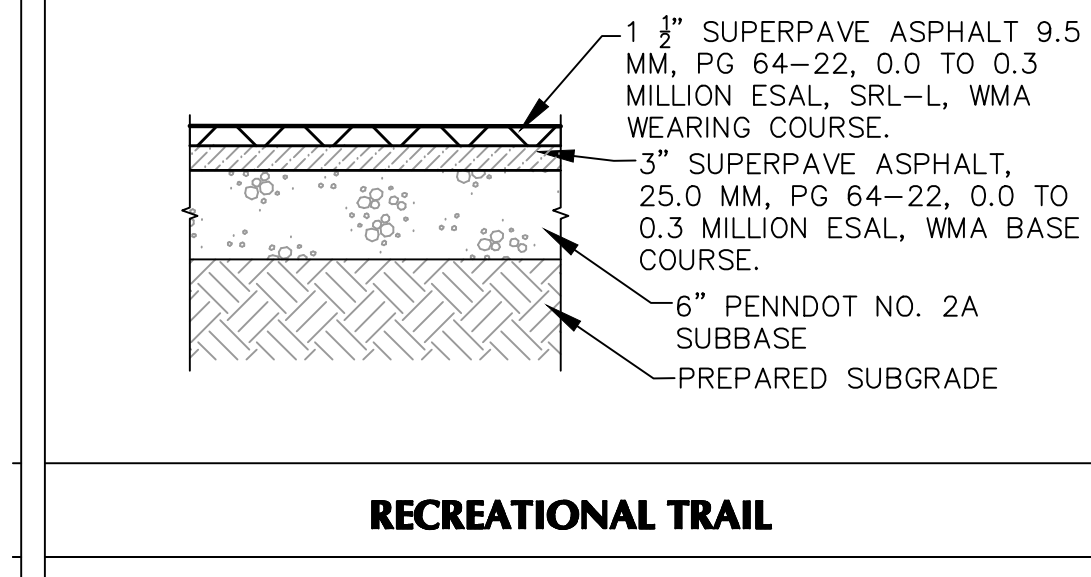 1 ½” SUPERPAVE ASPHALT 9.5
MM, PG 64–22, 0.0 TO 0.3
MILLION ESAL, SRL–L, WMA
WEARING COURSE.
3” SUPERPAVE ASPHALT,
25.0 MM, PG 64–22, 0.0 TO
0.3 MILLION ESAL, WMA BASE
COURSE.
6” PENNDOT NO. 2A
SUBBASE
PREPARED SUBGRADE
RECREATIONAL TRAIL